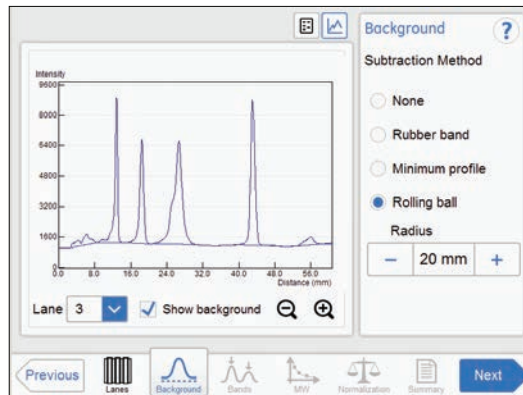 Background
?
Subtraction Method
None
Rubber band
Minimum profile
Rolling ball
Radius
− 20 mm +
Intensity
9600
8000
6400
4800
3200
1600
0
0.0 8.0 16.0 24.0 32.0 40.0 48.0 56.0
Distance (mm)
Lane 3 Show background
Previous
Lanes
Background
Bands
MW
Normalization
Summary
Next